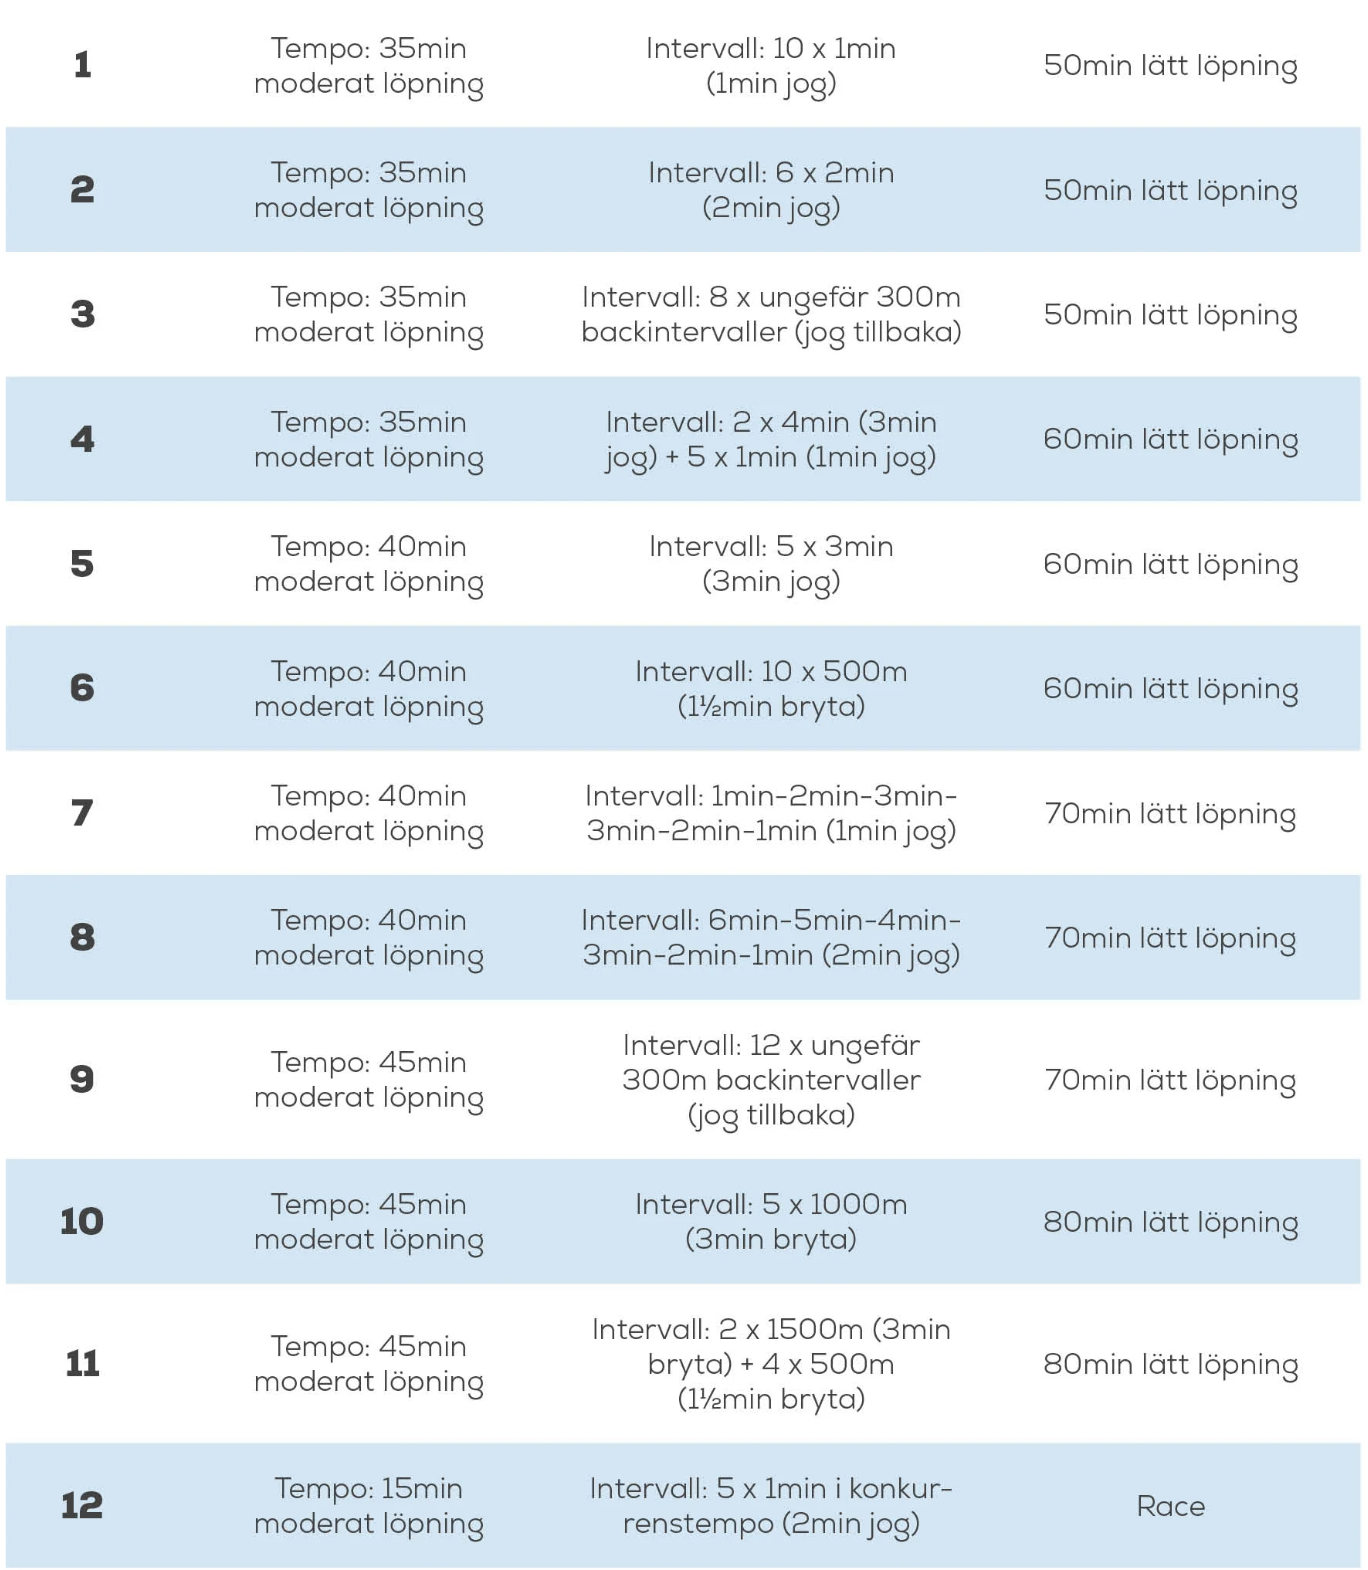 1
Tempo: 35min
moderat löpning
Intervall: 10 x 1min
(1min jog)
50min lätt löpning
2
Tempo: 35min
moderat löpning
Intervall: 6 x 2min
(2min jog)
50min lätt löpning
3
Tempo: 35min
moderat löpning
Intervall: 8 x ungefär 300m
backintervaller (jog tillbaka)
50min lätt löpning
4
Tempo: 35min
moderat löpning
Intervall: 2 x 4min (3min
jog) + 5 x 1min (1min jog)
60min lätt löpning
5
Tempo: 40min
moderat löpning
Intervall: 5 x 3min
(3min jog)
60min lätt löpning
6
Tempo: 40min
moderat löpning
Intervall: 10 x 500m
(1½min bryta)
60min lätt löpning
7
Tempo: 40min
moderat löpning
Intervall: 1min-2min-3min-
3min-2min-1min (1min jog)
70min lätt löpning
8
Tempo: 40min
moderat löpning
Intervall: 6min-5min-4min-
3min-2min-1min (2min jog)
70min lätt löpning
9
Tempo: 45min
moderat löpning
Intervall: 12 x ungefär
300m backintervaller
(jog tillbaka)
70min lätt löpning
10
Tempo: 45min
moderat löpning
Intervall: 5 x 1000m
(3min bryta)
80min lätt löpning
11
Tempo: 45min
moderat löpning
Intervall: 2 x 1500m (3min
bryta) + 4 x 500m
(1½min bryta)
80min lätt löpning
12
Tempo: 15min
moderat löpning
Intervall: 5 x 1min i konkur-
renstempo (2min jog)
Race